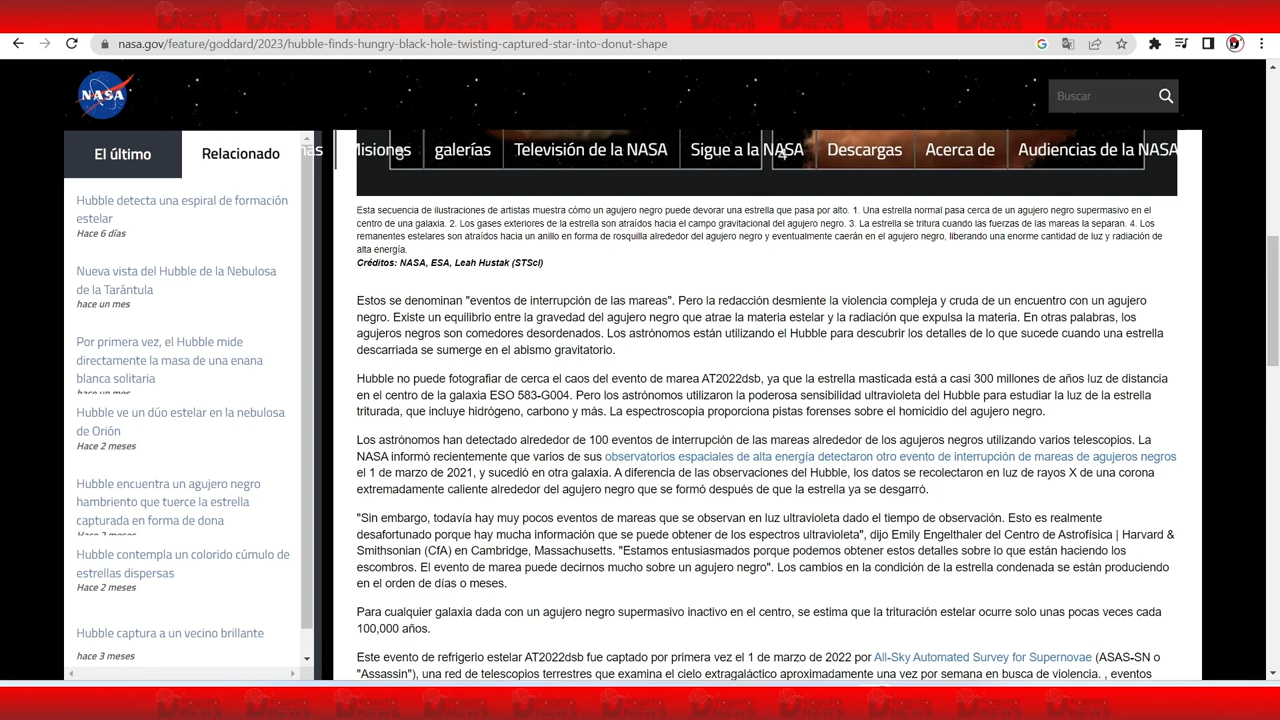 nasa.gov/feature/goddard/2023/hubble-finds-hungry-black-hole-twisting-captured-star-into-donut-shape
NASA
Buscar
El último
Relacionado
Misiones
galerías
Televisión de la NASA
Sigue a la NASA
Descargas
Acerca de
Audiencias de la NASA
Hubble detecta una espiral de formación
estelar
Hace 6 días
Nueva vista del Hubble de la Nebulosa
de la Tarántula
hace un mes
Por primera vez, el Hubble mide
directamente la masa de una enana
blanca solitaria
hace un mes
Hubble ve un dúo estelar en la nebulosa
de Orión
Hace 2 meses
Hubble encuentra un agujero negro
hambriento que tuerce la estrella
capturada en forma de dona
Hace 2 meses
Hubble contempla un colorido cúmulo de
estrellas dispersas
Hace 2 meses
Hubble captura a un vecino brillante
hace 3 meses
Esta secuencia de ilustraciones de artistas muestra cómo un agujero negro puede devorar una estrella que pasa por alto. 1. Una estrella normal pasa cerca de un agujero negro supermasivo en el
centro de una galaxia. 2. Los gases exteriores de la estrella son atraídos hacia el campo gravitacional del agujero negro. 3. La estrella se tritura cuando las fuerzas de las mareas la separan. 4. Los
remanentes estelares son atraídos hacia un anillo en forma de rosquilla alrededor del agujero negro y eventualmente caerán en el agujero negro, liberando una enorme cantidad de luz y radiación de
alta energía.
Créditos: NASA, ESA, Leah Hustak (STScI)
Estos se denominan "eventos de interrupción de las mareas". Pero la redacción desmiente la violencia compleja y cruda de un encuentro con un agujero
negro. Existe un equilibrio entre la gravedad del agujero negro que atrae la materia estelar y la radiación que expulsa la materia. En otras palabras, los
agujeros negros son comedores desordenados. Los astrónomos están utilizando el Hubble para descubrir los detalles de lo que sucede cuando una estrella
descarriada se sumerge en el abismo gravitatorio.
Hubble no puede fotografiar de cerca el caos del evento de marea AT2022dsb, ya que la estrella masticada está a casi 300 millones de años luz de distancia
en el centro de la galaxia ESO 583-G004. Pero los astrónomos utilizaron la poderosa sensibilidad ultravioleta del Hubble para estudiar la luz de la estrella
triturada, que incluye hidrógeno, carbono y más. La espectroscopia proporciona pistas forenses sobre el homicidio del agujero negro.
Los astrónomos han detectado alrededor de 100 eventos de interrupción de las mareas alrededor de los agujeros negros utilizando varios telescopios. La
NASA informó recientemente que varios de sus observatorios espaciales de alta energía detectaron otro evento de interrupción de mareas de agujeros negros
el 1 de marzo de 2021, y sucedió en otra galaxia. A diferencia de las observaciones del Hubble, los datos se recolectaron en luz de rayos X de una corona
extremadamente caliente alrededor del agujero negro que se formó después de que la estrella ya se desgarró.
"Sin embargo, todavía hay muy pocos eventos de mareas que se observan en luz ultravioleta dado el tiempo de observación. Esto es realmente
desafortunado porque hay mucha información que se puede obtener de los espectros ultravioleta", dijo Emily Engelthaler del Centro de Astrofísica | Harvard &
Smithsonian (CfA) en Cambridge, Massachusetts. "Estamos entusiasmados porque podemos obtener estos detalles sobre lo que están haciendo los
escombros. El evento de marea puede decirnos mucho sobre un agujero negro". Los cambios en la condición de la estrella condenada se están produciendo
en el orden de días o meses.
Para cualquier galaxia dada con un agujero negro supermasivo inactivo en el centro, se estima que la trituración estelar ocurre solo unas pocas veces cada
100,000 años.
Este evento de refrigerio estelar AT2022dsb fue captado por primera vez el 1 de marzo de 2022 por All-Sky Automated Survey for Supernovae (ASAS-SN o
"Assassin"), una red de telescopios terrestres que examina el cielo extragaláctico aproximadamente una vez por semana en busca de violencia. , eventos